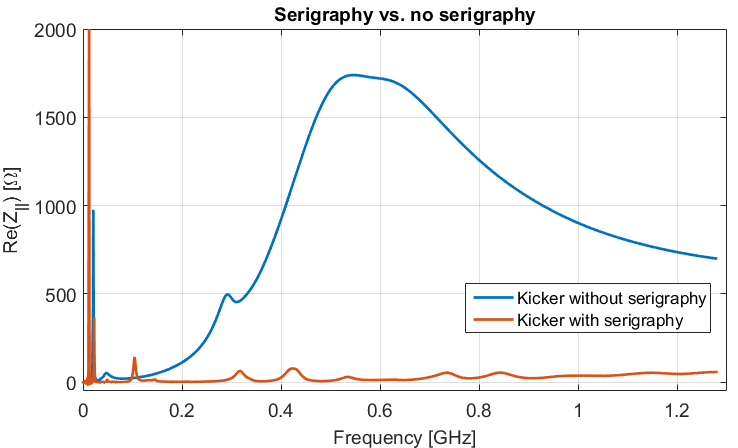 Serigraphy vs. no serigraphy
2000
1500
1000
500
0
Re(Z||) [Ω]
Kicker without serigraphy
Kicker with serigraphy
0 0.2 0.4 0.6 0.8 1 1.2
Frequency [GHz]